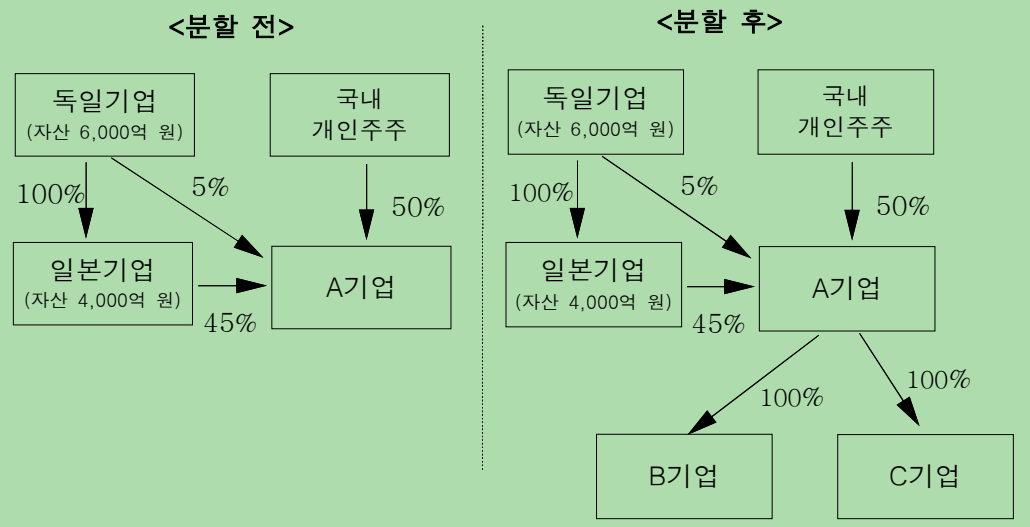 <분할 전>
독일기업
(자산 6,000억 원)
국내
개인주주
100%
5%
50%
일본기업
(자산 4,000억 원)
45%
A기업
<분할 후>
독일기업
(자산 6,000억 원)
국내
개인주주
100%
5%
50%
일본기업
(자산 4,000억 원)
45%
A기업
100%
100%
B기업
C기업